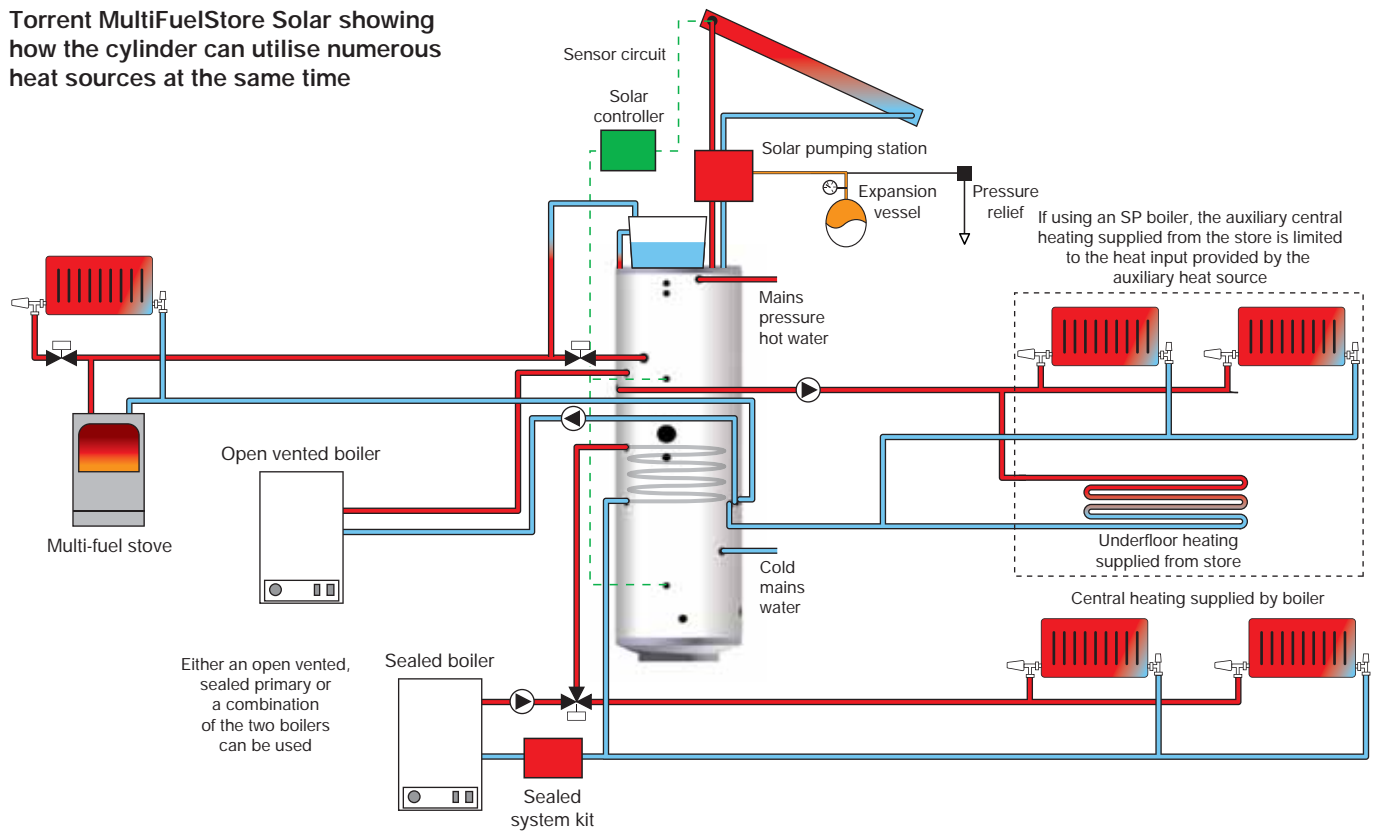 Torrent MultiFuelStore Solar showing
how the cylinder can utilise numerous
heat sources at the same time
Sensor circuit
Solar
controller
Solar pumping station
Expansion
vessel
Pressure
relief
If using an SP boiler, the auxiliary central
heating supplied from the store is limited
to the heat input provided by the
auxiliary heat source
Mains
pressure
hot water
Open vented boiler
Multi-fuel stove
Underfloor heating
supplied from store
Cold
mains
water
Central heating supplied by boiler
Either an open vented,
sealed primary or
a combination
of the two boilers
can be used
Sealed boiler
Sealed
system kit